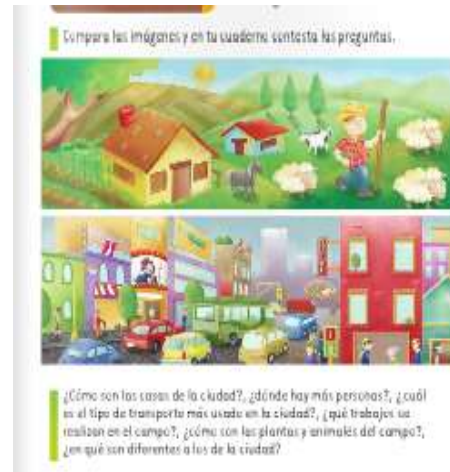 Compara las imágenes y en tu cuaderno contesta las preguntas.
¿Cómo son las casas de la ciudad?, ¿dónde hay más personas?, ¿cuál
es el tipo de transporte más usado en la ciudad?, ¿qué trabajos se
realizan en el campo?, ¿cómo son las plantas y animales del campo?,
¿en qué son diferentes a los de la ciudad?